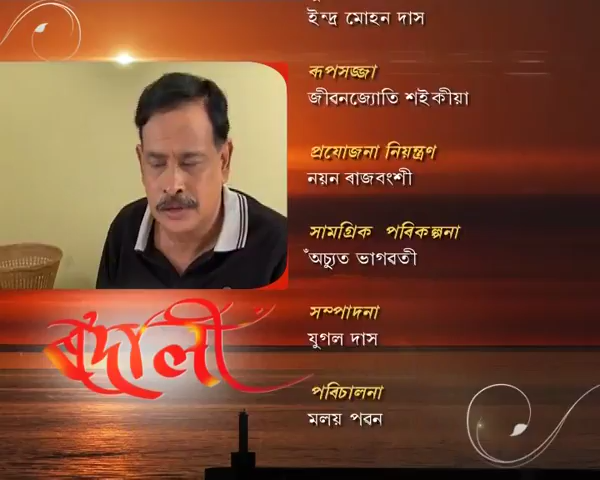 ইন্দ্ৰ মোহন দাস
ৰূপসজ্জা
জীৱনজ্যোতি শইকীয়া
প্ৰযোজনা নিয়ন্ত্ৰণ
নয়ন ৰাজবংশী
সামগ্ৰিক পৰিকল্পনা
অঁচ্যুত ভাগৱতী
সম্পাদনা
যুগল দাস
পৰিচালনা
মলয় পৱন
ৰ'দালী